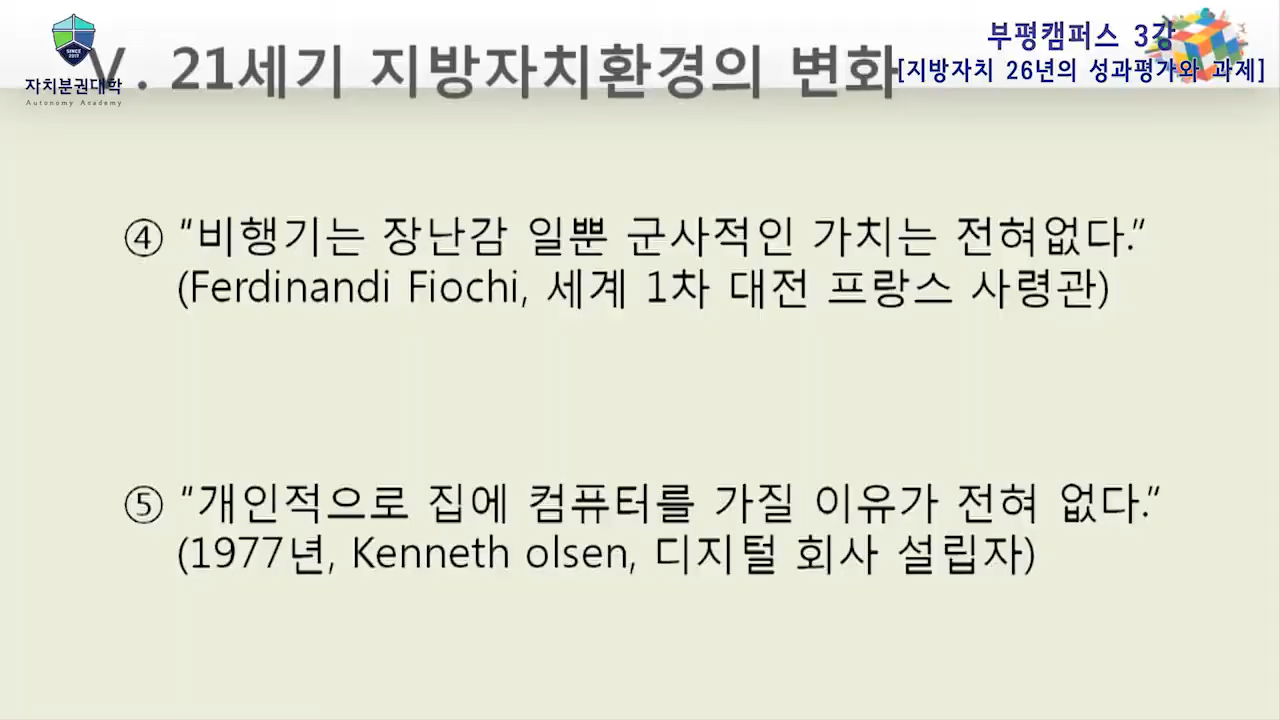 SINCE
2017
자치분권대학
Autonomy Academy
Ⅴ. 21세기 지방자치환경의 변화
부평캠퍼스 3강
[지방자치 26년의 성과평가와 과제]
④ "비행기는 장난감 일뿐 군사적인 가치는 전혀없다."
(Ferdinandi Fiochi, 세계 1차 대전 프랑스 사령관)
⑤ "개인적으로 집에 컴퓨터를 가질 이유가 전혀 없다."
(1977년, Kenneth olsen, 디지털 회사 설립자)